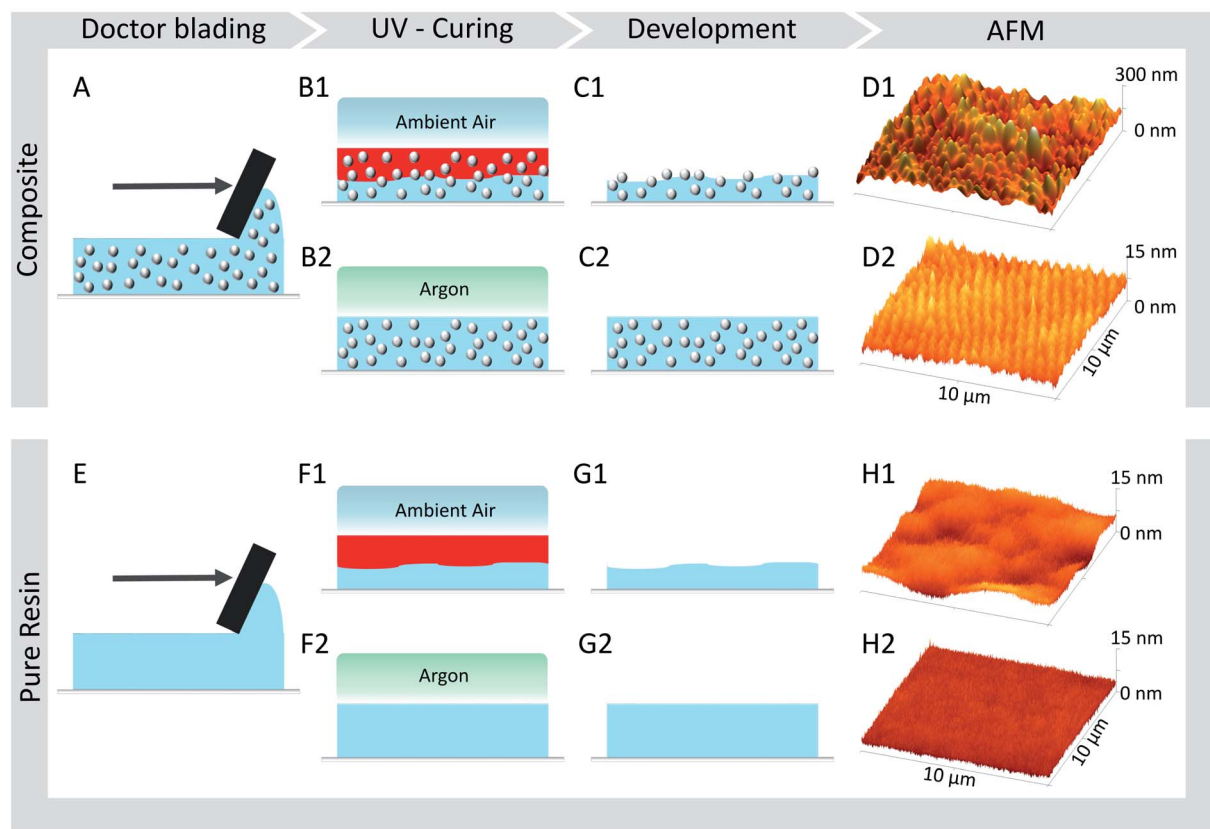 Doctor blading
UV - Curing
Development
AFM
Composite
A
B1
Ambient Air
C1
D1
300 nm
0 nm
B2
Argon
C2
D2
15 nm
0 nm
10 µm
10 µm
Pure Resin
E
F1
Ambient Air
G1
H1
15 nm
0 nm
F2
Argon
G2
H2
15 nm
0 nm
10 µm
10 µm